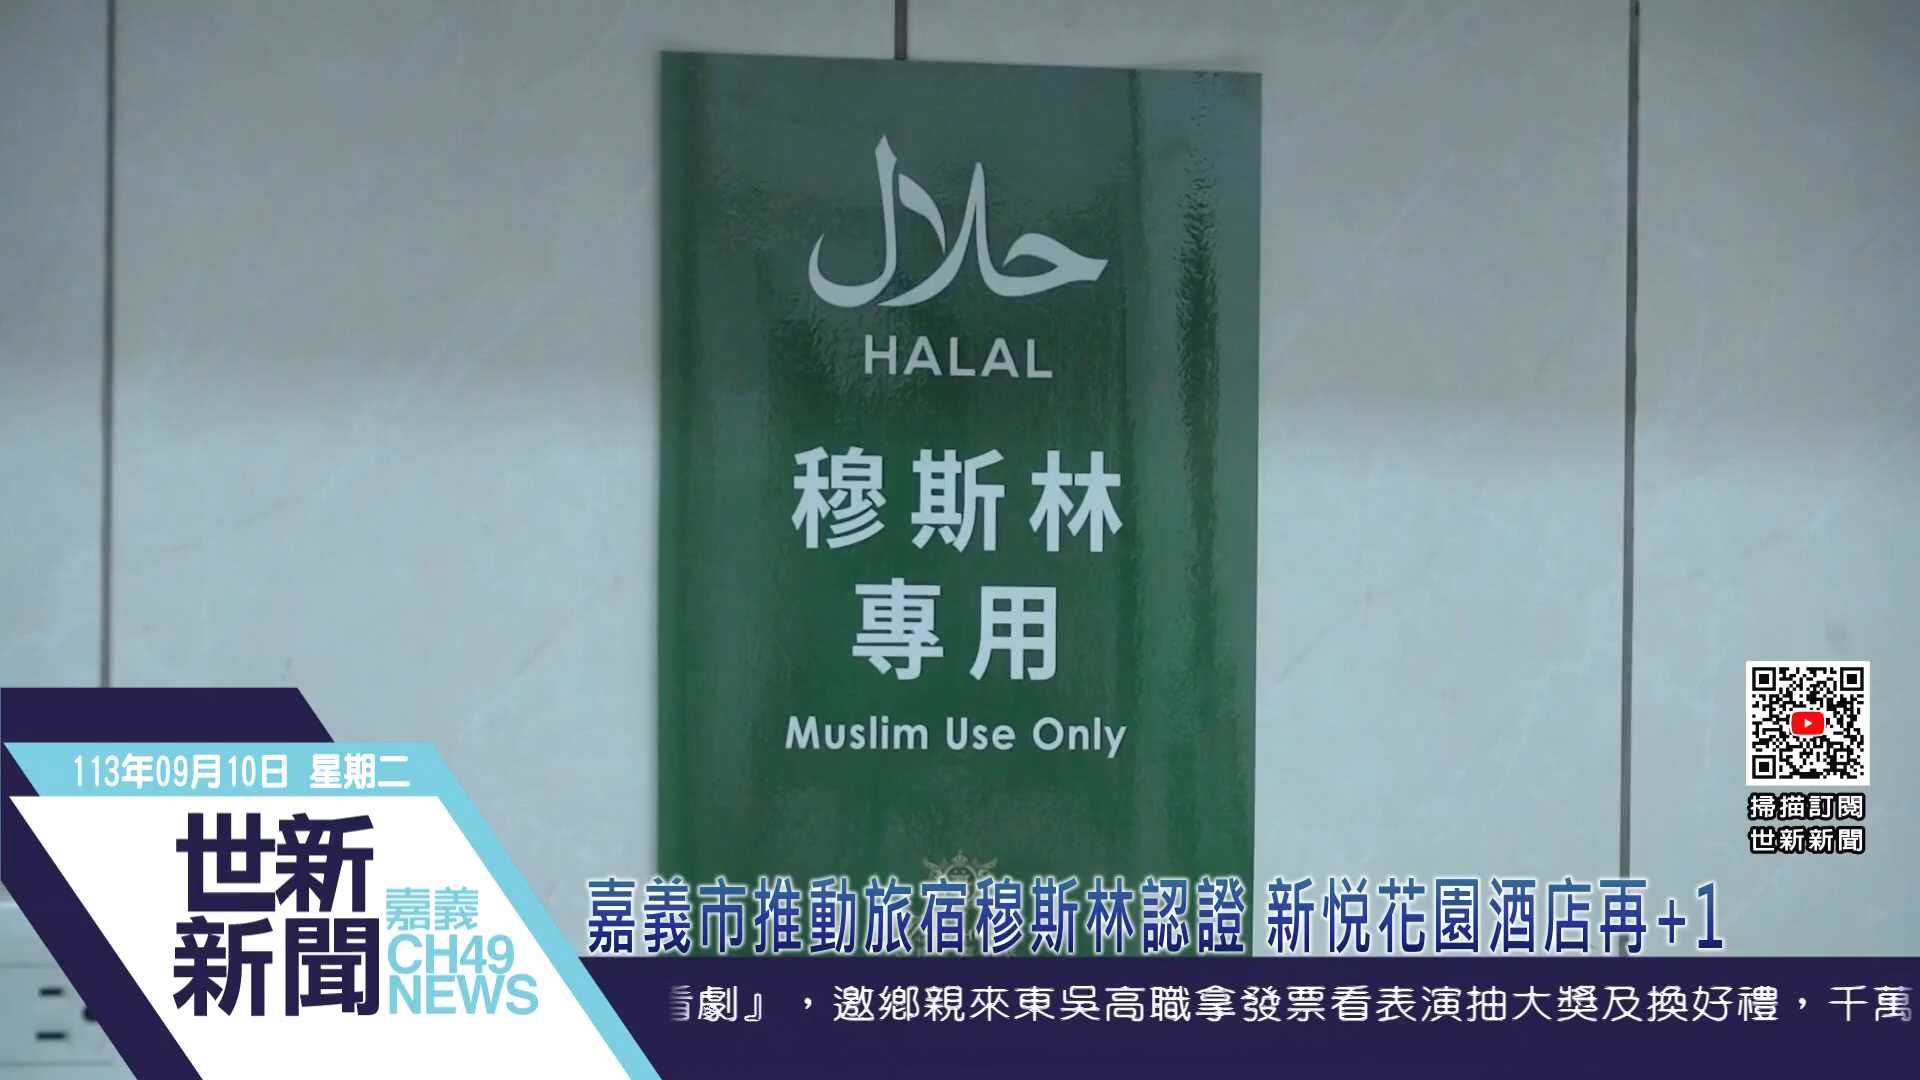 حلال
HALAL
穆斯林
專用
Muslim Use Only
113年09月10日 星期二
世新
新聞
嘉義
CH49
NEWS
掃描訂閱
世新新聞
嘉義市推動旅宿穆斯林認證 新悦花園酒店再+1
看劇』，邀鄉親來東吳高職拿發票看表演抽大獎及換好禮，千萬